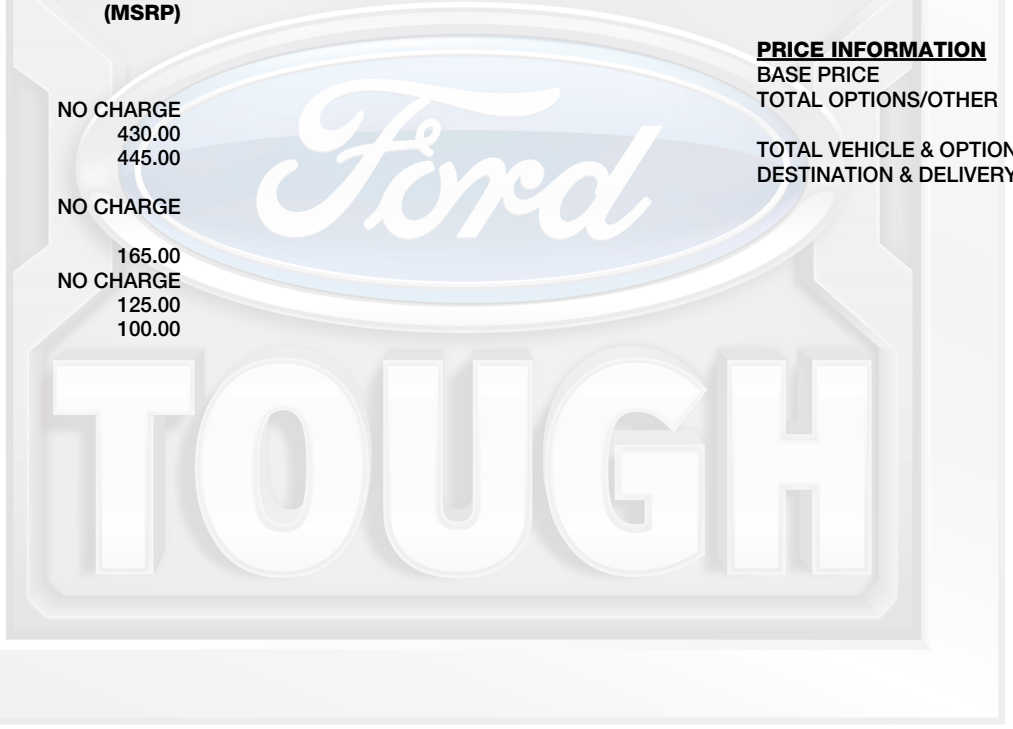 (MSRP)
NO CHARGE
430.00
445.00
NO CHARGE
165.00
NO CHARGE
125.00
100.00
PRICE INFORMATION
BASE PRICE
TOTAL OPTIONS/OTHER
TOTAL VEHICLE & OPTION
DESTINATION & DELIVERY
Ford
TOUGH